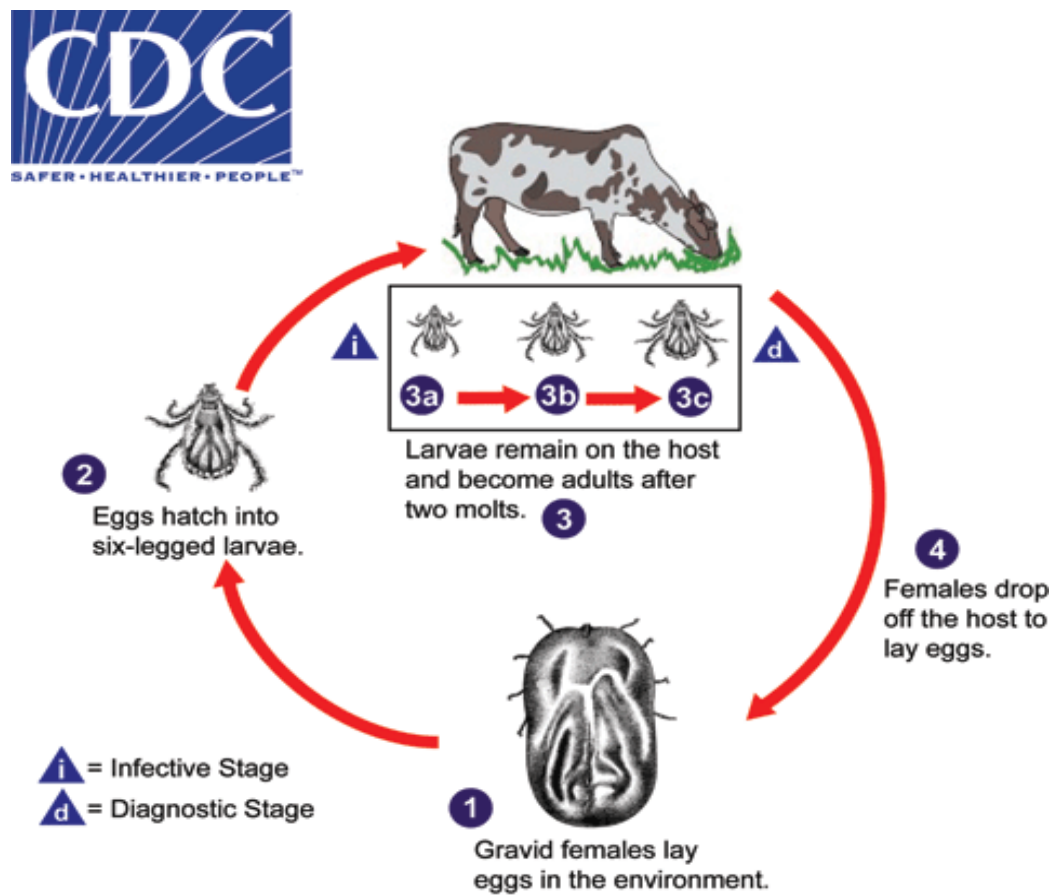 CDC
SAFER•HEALTHIER•PEOPLE™
i
d
3a
3b
3c
Larvae remain on the host
and become adults after
two molts.
3
2
Eggs hatch into
six-legged larvae.
4
Females drop
off the host to
lay eggs.
i = Infective Stage
d = Diagnostic Stage
1
Gravid females lay
eggs in the environment.